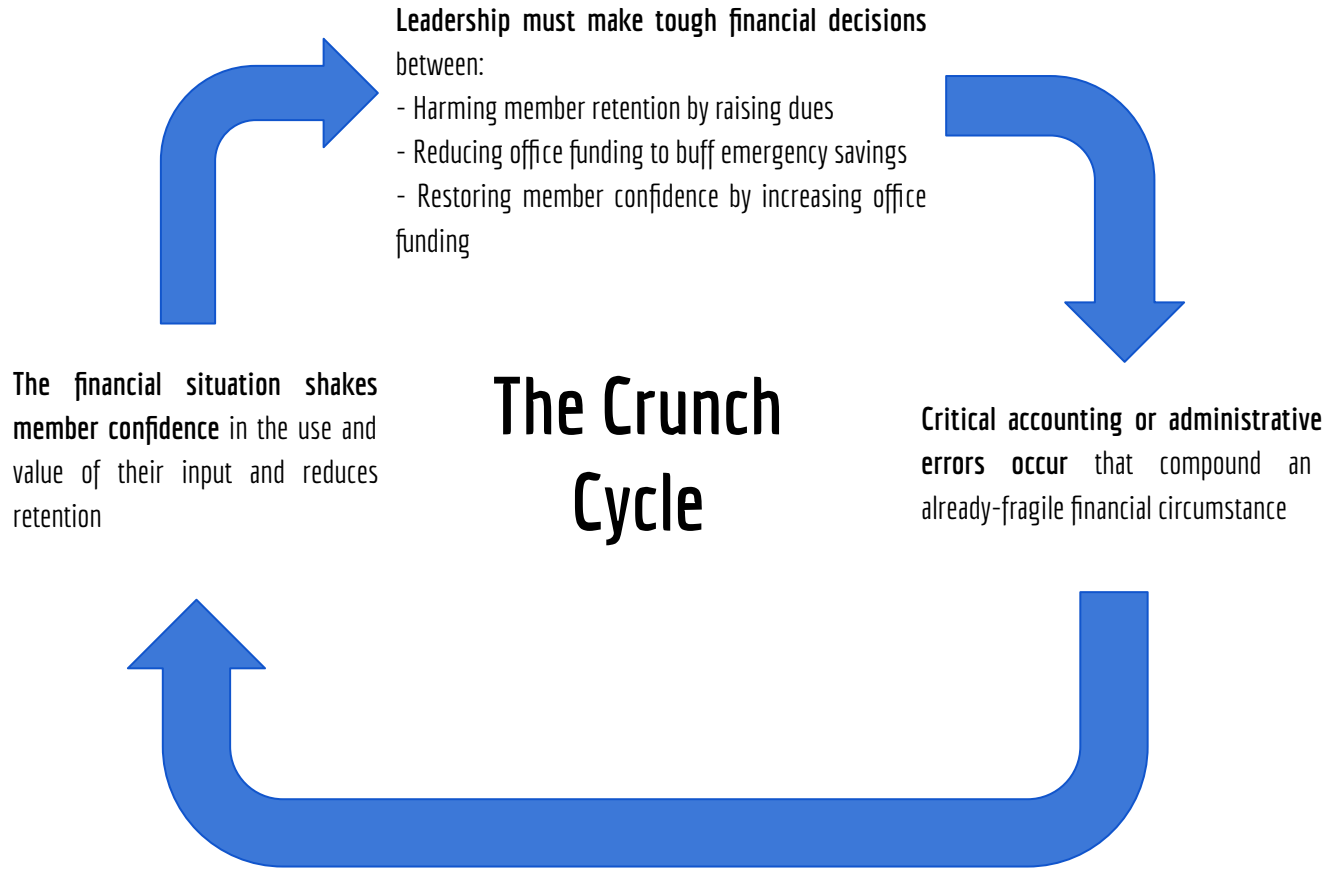 Leadership must make tough financial decisions
between:
- Harming member retention by raising dues
- Reducing office funding to buff emergency savings
- Restoring member confidence by increasing office
funding
The financial situation shakes
member confidence in the use and
value of their input and reduces
retention
The Crunch
Cycle
Critical accounting or administrative
errors occur that compound an
already-fragile financial circumstance